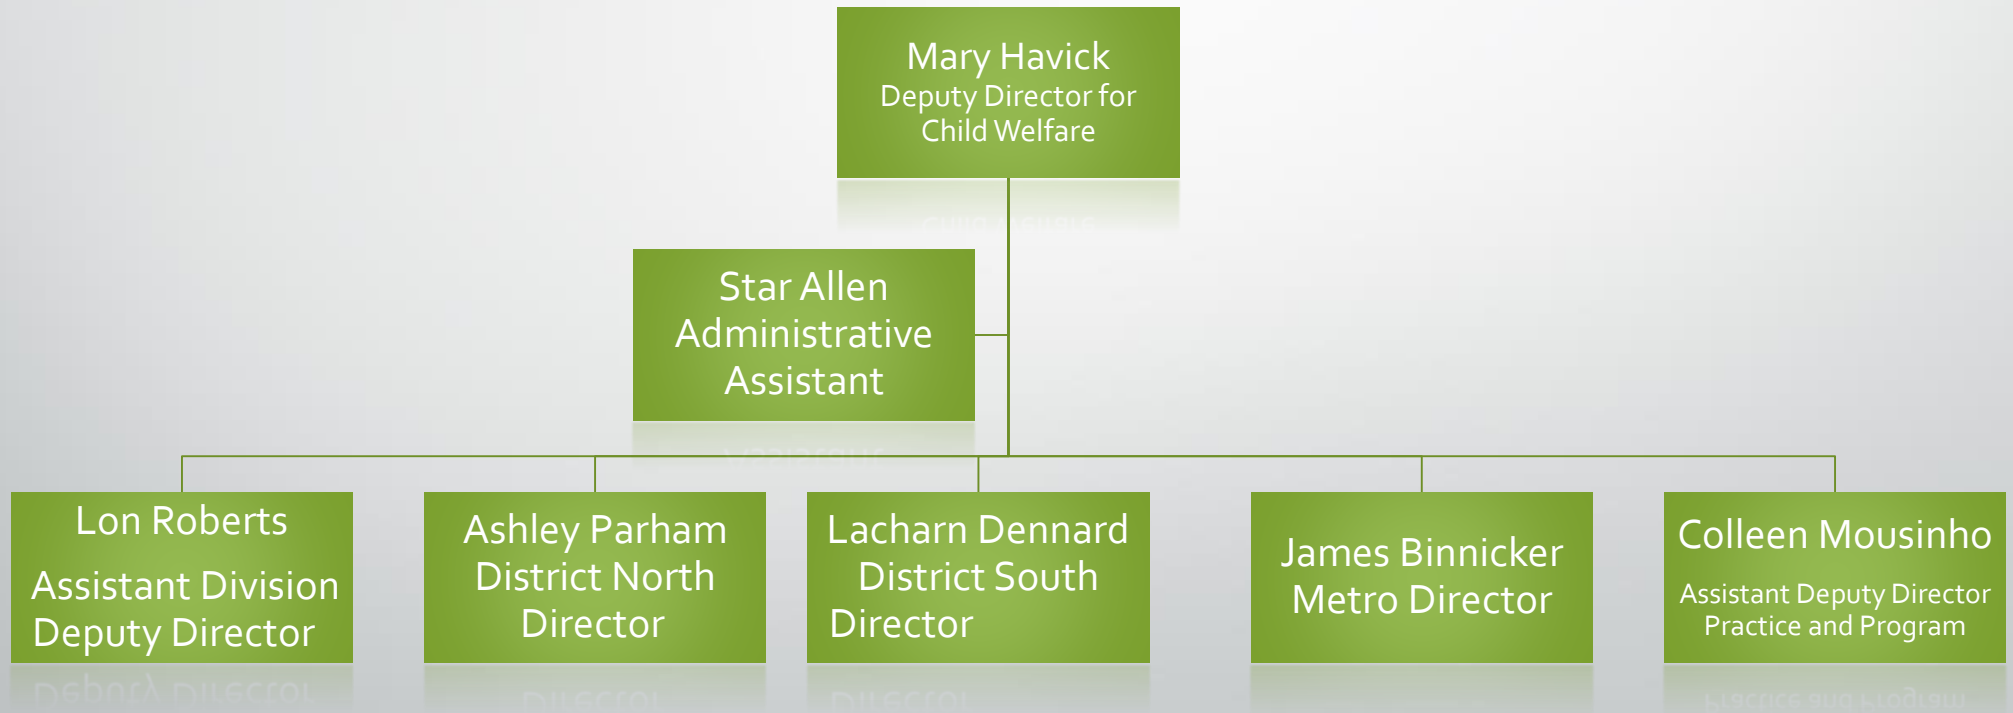 Mary Havick
Deputy Director for
Child Welfare
Star Allen
Administrative
Assistant
Lon Roberts
Assistant Division
Deputy Director
Ashley Parham
District North
Director
Lacharn Dennard
District South
Director
James Binnicker
Metro Director
Colleen Mousinho
Assistant Deputy Director
Practice and Program